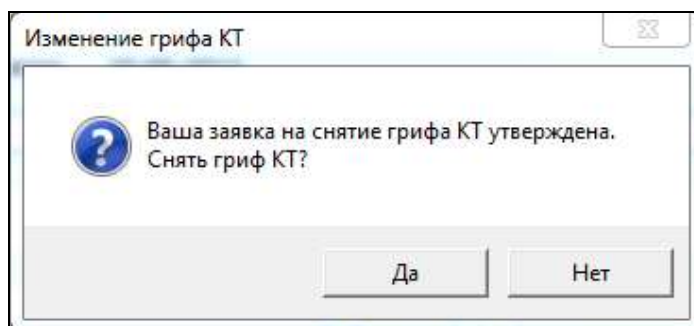 Изменение грифа КТ
Ваша заявка на снятие грифа КТ утверждена.
Снять гриф КТ?
Да
Нет